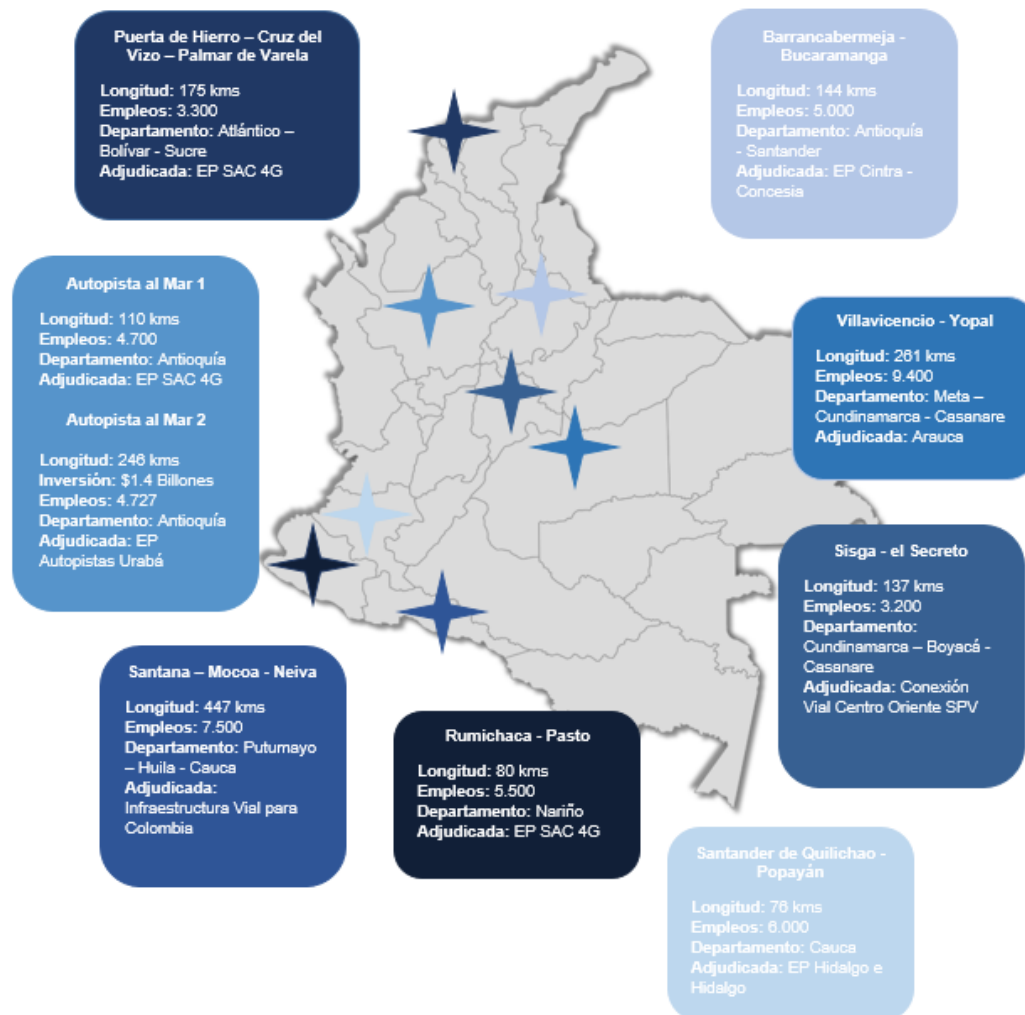 Puerta de Hierro – Cruz del
Vizo – Palmar de Varela
Longitud: 175 kms
Empleos: 3.300
Departamento: Atlántico –
Bolívar - Sucre
Adjudicada: EP SAC 4G
Barrancabermeja -
Bucaramanga
Longitud: 144 kms
Empleos: 5.000
Departamento: Antioquía
- Santander
Adjudicada: EP Cintra -
Concesia
Autopista al Mar 1
Longitud: 110 kms
Empleos: 4.700
Departamento: Antioquía
Adjudicada: EP SAC 4G
Autopista al Mar 2
Longitud: 246 kms
Inversión: $1.4 Billones
Empleos: 4.727
Departamento: Antioquía
Adjudicada: EP
Autopistas Urabá
Villavicencio - Yopal
Longitud: 261 kms
Empleos: 9.400
Departamento: Meta –
Cundinamarca - Casanare
Adjudicada: Arauca
Sisga - el Secreto
Longitud: 137 kms
Empleos: 3.200
Departamento:
Cundinamarca – Boyacá -
Casanare
Adjudicada: Conexión
Vial Centro Oriente SPV
Santana – Mocoa - Neiva
Longitud: 447 kms
Empleos: 7.500
Departamento: Putumayo
– Huila - Cauca
Adjudicada:
Infraestructura Vial para
Colombia
Rumichaca - Pasto
Longitud: 80 kms
Empleos: 5.500
Departamento: Nariño
Adjudicada: EP SAC 4G
Santander de Quilichao -
Popayán
Longitud: 76 kms
Empleos: 6.000
Departamento: Cauca
Adjudicada: EP Hidalgo e
Hidalgo